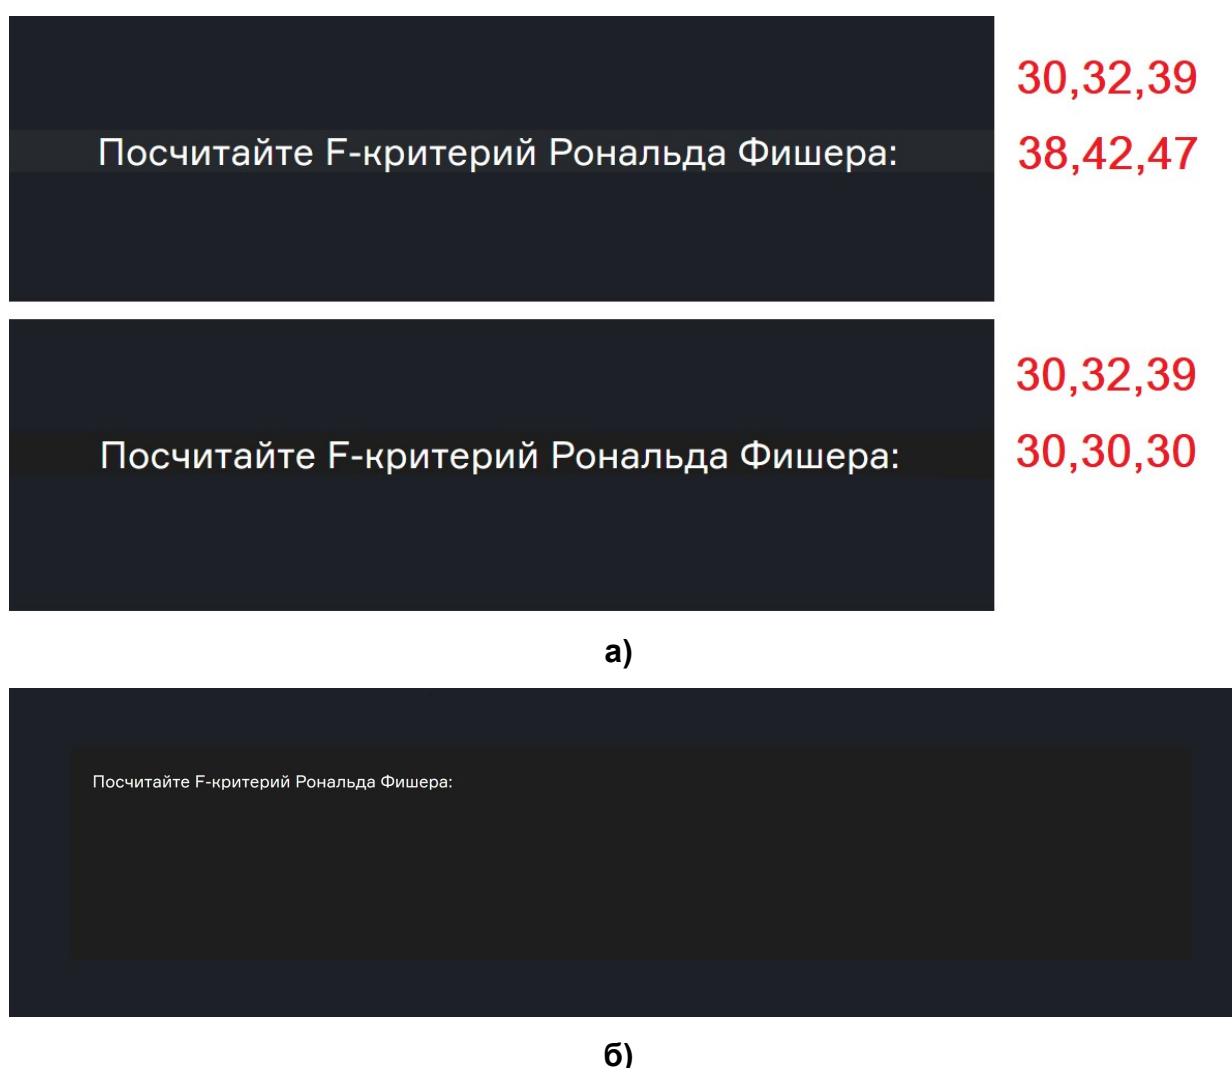 30,32,39
Посчитайте F-критерий Рональда Фишера:
38,42,47
30,32,39
Посчитайте F-критерий Рональда Фишера:
30,30,30
а)
Посчитайте F-критерий Рональда Фишера:
б)